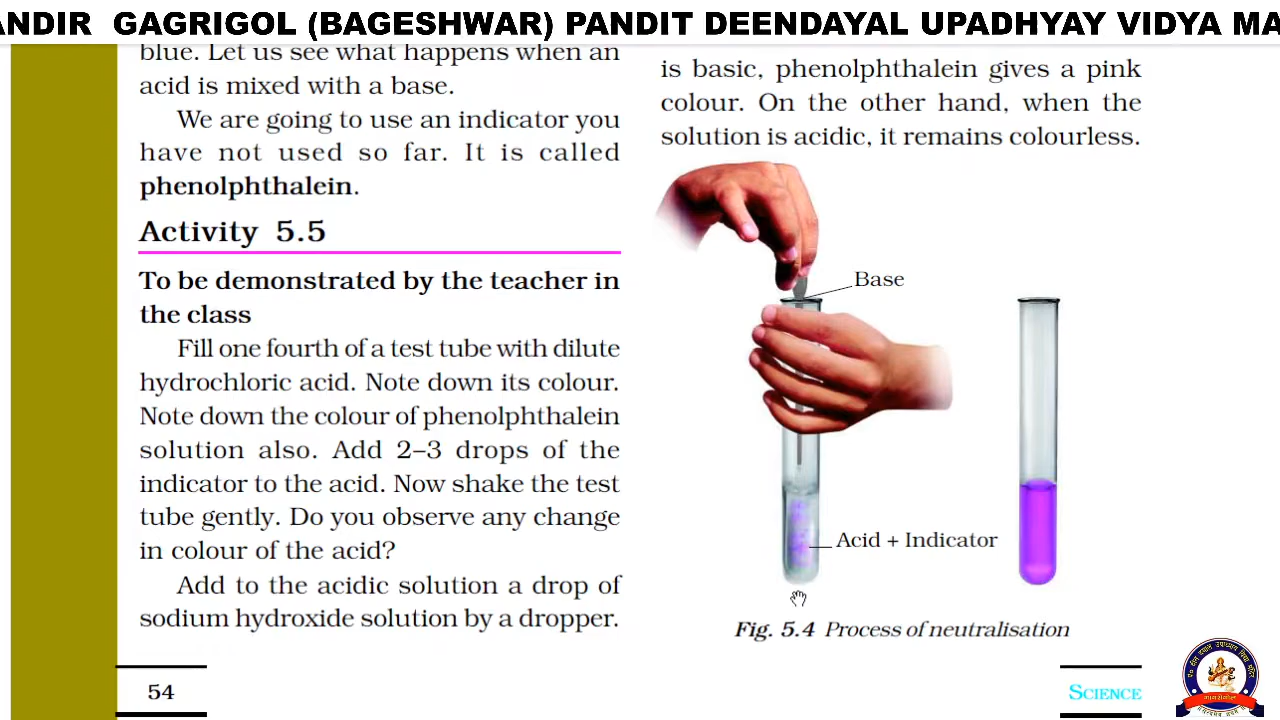 ANDIR GAGRIGOL (BAGESHWAR) PANDIT DEENDAYAL UPADHYAY VIDYA MA
blue. Let us see what happens when an
acid is mixed with a base.
We are going to use an indicator you
have not used so far. It is called
phenolphthalein.
Activity 5.5
To be demonstrated by the teacher in
the class
Fill one fourth of a test tube with dilute
hydrochloric acid. Note down its colour.
Note down the colour of phenolphthalein
solution also. Add 2–3 drops of the
indicator to the acid. Now shake the test
tube gently. Do you observe any change
in colour of the acid?
Add to the acidic solution a drop of
sodium hydroxide solution by a dropper.
54
is basic, phenolphthalein gives a pink
colour. On the other hand, when the
solution is acidic, it remains colourless.
Base
Acid + Indicator
Fig. 5.4 Process of neutralisation
SCIENCE